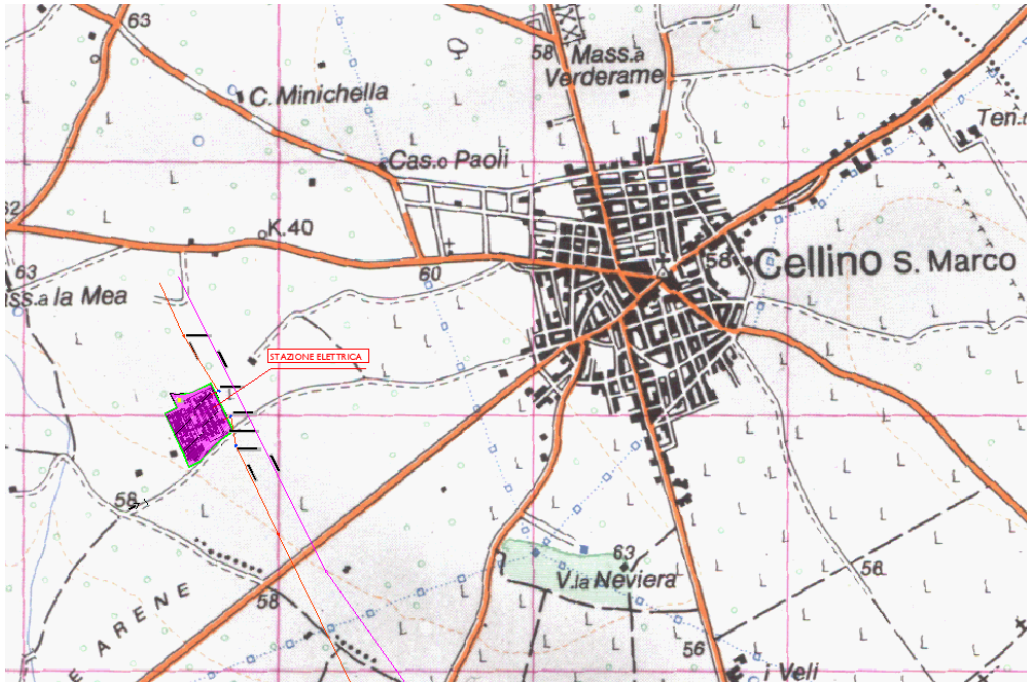 63
58
Mass.a
Verderame
C. Minichella
Ten.
Cas.o Paoli
62
K.40
58
Cellino S. Marco
63
60
ss.a la Mea
STAZIONE ELETTRICA
58
63
V.la Neviera
56
58
E ARENE
56
i Veli